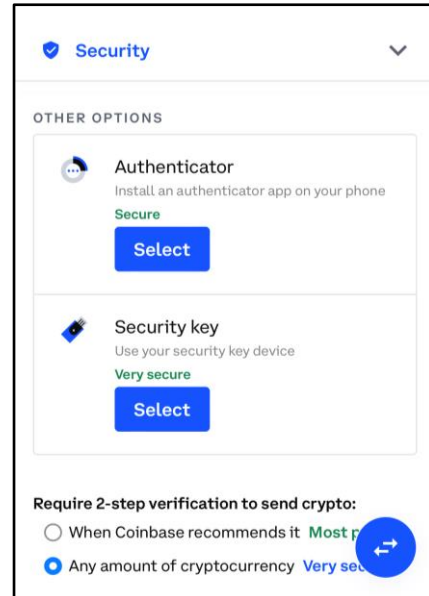 Security
OTHER OPTIONS
Authenticator
Install an authenticator app on your phone
Secure
Select
Security key
Use your security key device
Very secure
Select
Require 2-step verification to send crypto:
When Coinbase recommends it Most
Any amount of cryptocurrency Very